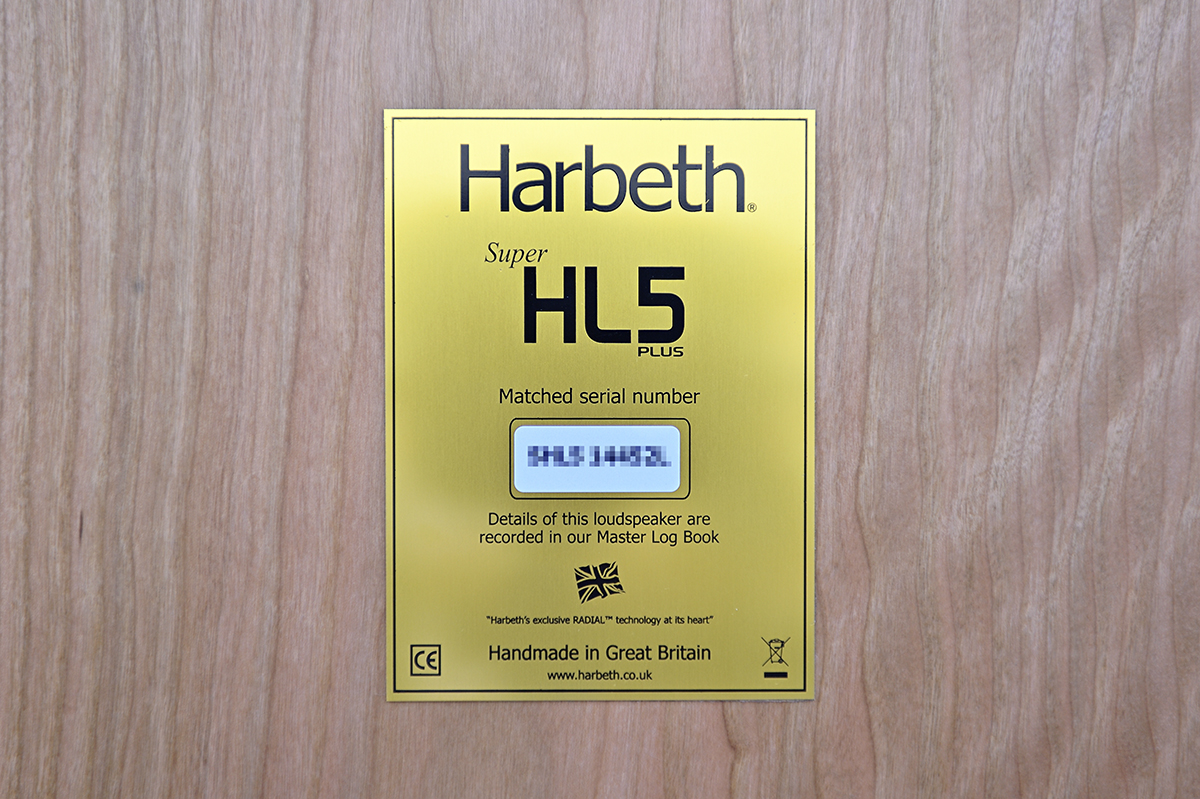 Harbeth®
Super
HL5
PLUS
Matched serial number
Details of this loudspeaker are
recorded in our Master Log Book
“Harbeth's exclusive RADIAL™ technology at its heart”
Handmade in Great Britain
www.harbeth.co.uk
CE